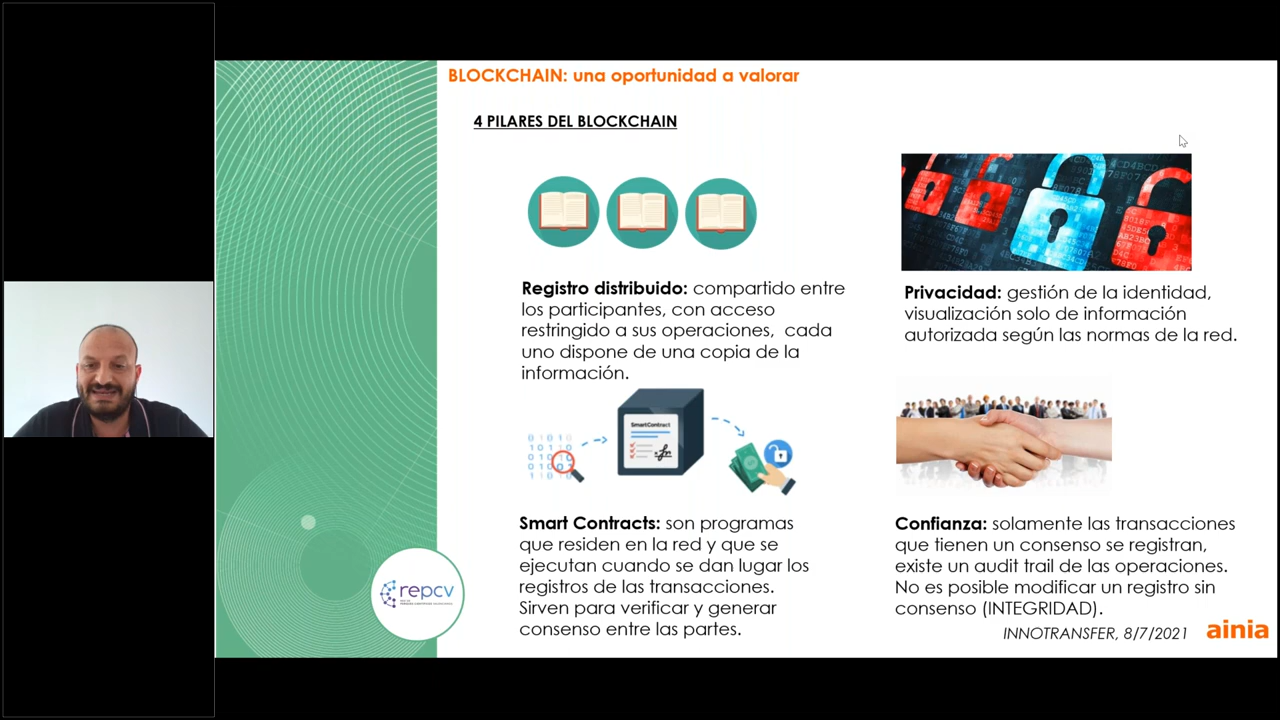 BLOCKCHAIN: una oportunidad a valorar
4 PILARES DEL BLOCKCHAIN
Registro distribuido: compartido entre
los participantes, con acceso
restringido a sus operaciones, cada
uno dispone de una copia de la
información.
Privacidad: gestión de la identidad,
visualización solo de información
autorizada según las normas de la red.
SmartContract
Smart Contracts: son programas
que residen en la red y que se
ejecutan cuando se dan lugar los
registros de las transacciones.
Sirven para verificar y generar
consenso entre las partes.
Confianza: solamente las transacciones
que tienen un consenso se registran,
existe un audit trail de las operaciones.
No es posible modificar un registro sin
consenso (INTEGRIDAD).
repcv
INNOTRANSFER, 8/7/2021
ainia